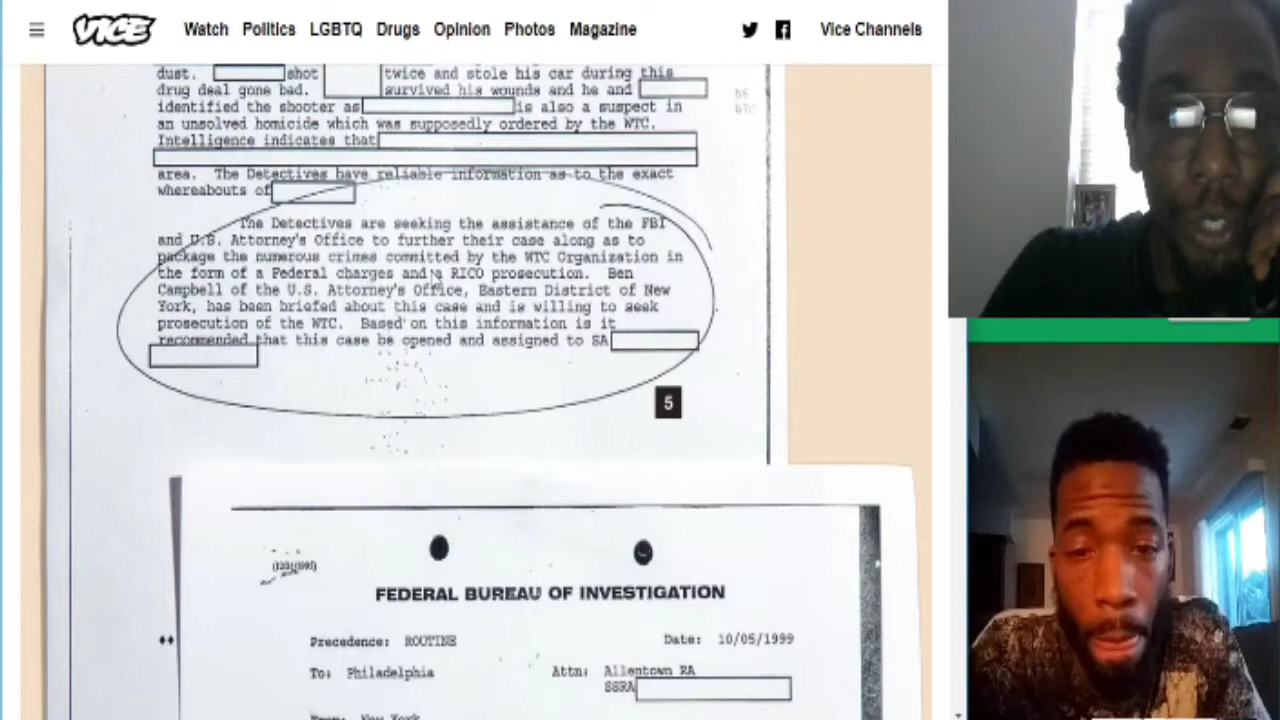 VICE
Watch Politics LGBTQ Drugs Opinion Photos Magazine
Vice Channels
dust. shot twice and stole his car during this
drug deal gone bad. survived his wounds and he and
identified the shooter as is also a suspect in
an unsolved homicide which was supposedly ordered by the WTC.
Intelligence indicates that
area. The Detectives have reliable information as to the exact
whereabouts of
b6
b7C
The Detectives are seeking the assistance of the FBI
and U.S. Attorney's Office to further their case along as to
package the numerous crimes committed by the WTC Organization in
the form of a Federal charges and RICO prosecution. Ben
Campbell of the U.S. Attorney's Office, Eastern District of New
York, has been briefed about this case and is willing to seek
prosecution of the WTC. Based on this information is it
recommended that this case be opened and assigned to SA
5
FEDERAL BUREAU OF INVESTIGATION
Precedence: ROUTINE Date: 10/05/1999
To: Philadelphia Attn: Allentown RA
SSRA
From: New York